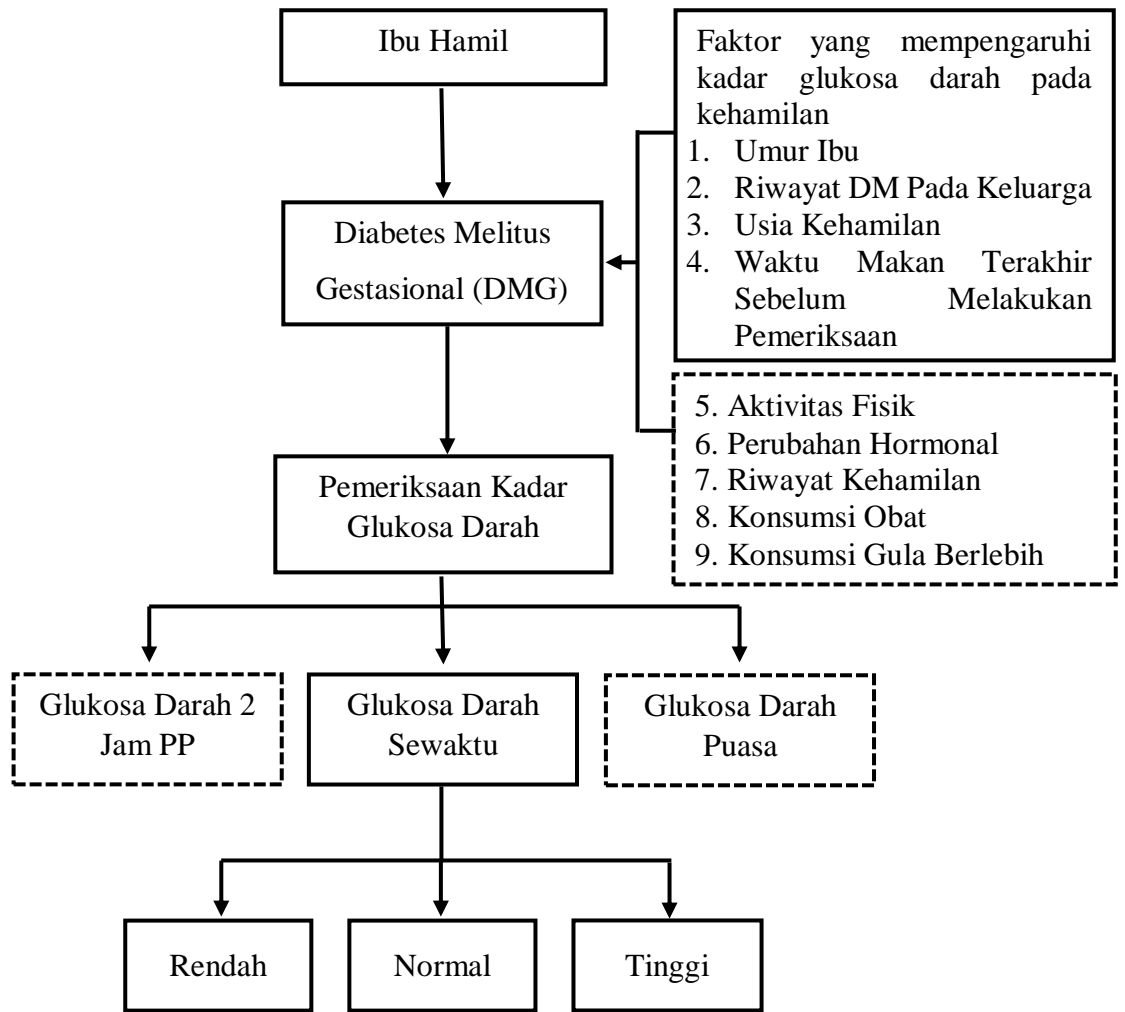 Ibu Hamil
Faktor yang mempengaruhi
kadar glukosa darah pada
kehamilan
1. Umur Ibu
2. Riwayat DM Pada Keluarga
3. Usia Kehamilan
4. Waktu Makan Terakhir
Sebelum Melakukan
Pemeriksaan
Diabetes Melitus
Gestasional (DMG)
5. Aktivitas Fisik
6. Perubahan Hormonal
7. Riwayat Kehamilan
8. Konsumsi Obat
9. Konsumsi Gula Berlebih
Pemeriksaan Kadar
Glukosa Darah
Glukosa Darah 2
Jam PP
Glukosa Darah
Sewaktu
Glukosa Darah
Puasa
Rendah
Normal
Tinggi